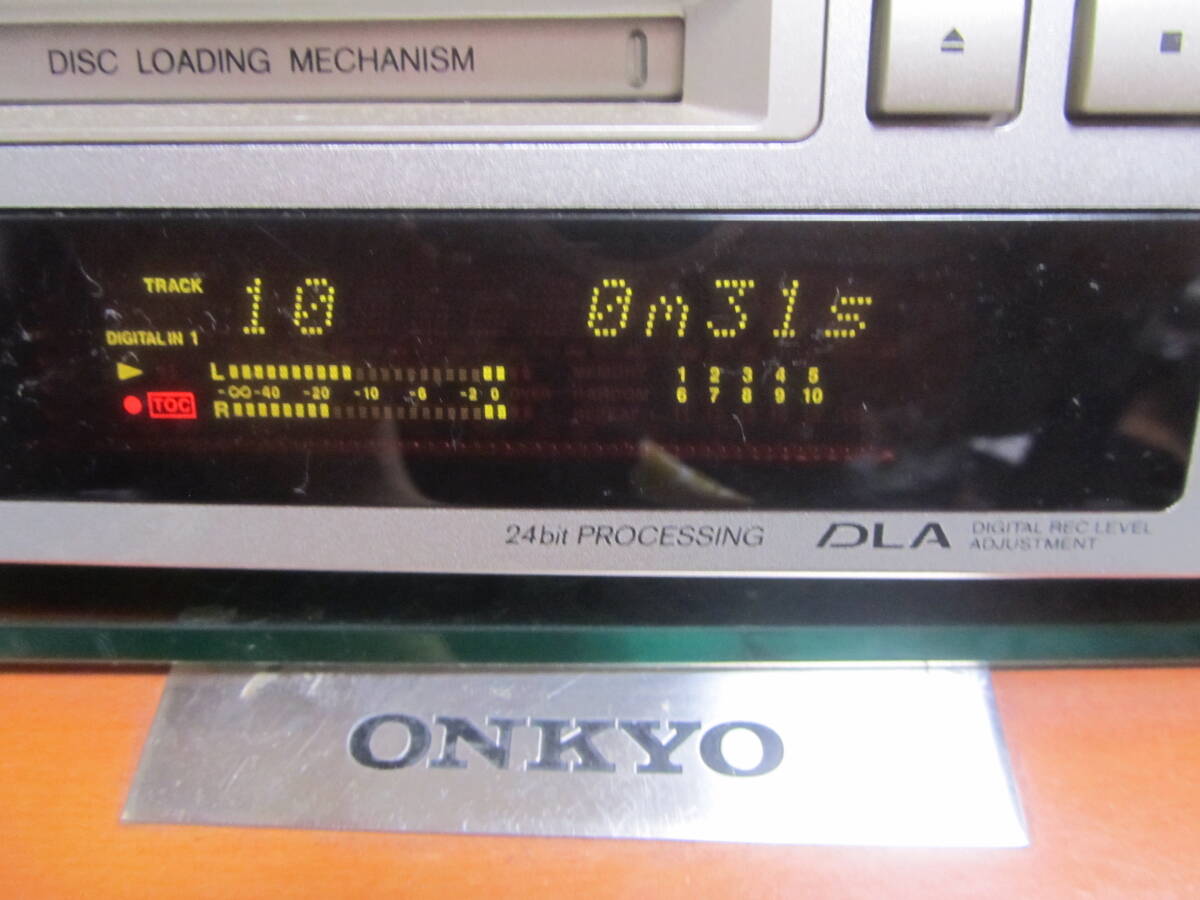 DISC LOADING MECHANISM
TRACK 10 0m31s
DIGITAL IN 1
L
-∞ -40 -20 -10 -6 -2 0
R
TOC
1 2 3 4 5
6 7 8 9 10
24bit PROCESSING
DLA DIGITAL REC LEVEL
ADJUSTMENT
ONKYO